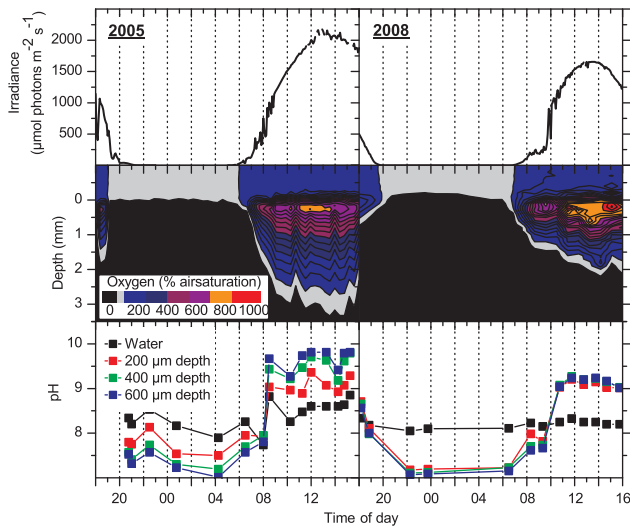 2005
2008
Irradiance
(μmol) photons m-2 s-1)
2000
1500
1000
500
Depth (mm)
0
1
2
3
Oxygen (% airsaturation)
0 200 400 600 800 1000
pH
10
9
8
Water
200 μm depth
400 μm depth
600 μm depth
20 00 04 08 12 20 00 04 08 12 16
Time of day